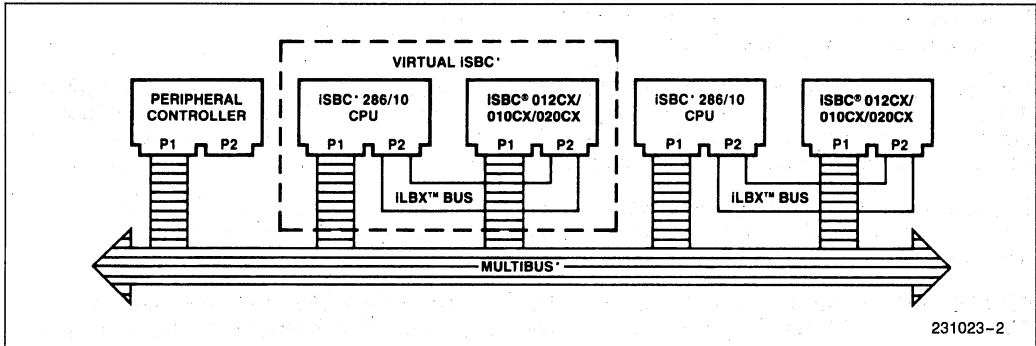 VIRTUAL iSBC·
PERIPHERAL
CONTROLLER
P1 P2
iSBC· 286/10
CPU
P1 P2
iSBC® 012CX/
010CX/020CX
P1 P2
iSBC· 286/10
CPU
P1 P2
iSBC® 012CX/
010CX/020CX
P1 P2
iLBX™ BUS
iLBX™ BUS
MULTIBUS·
231023-2